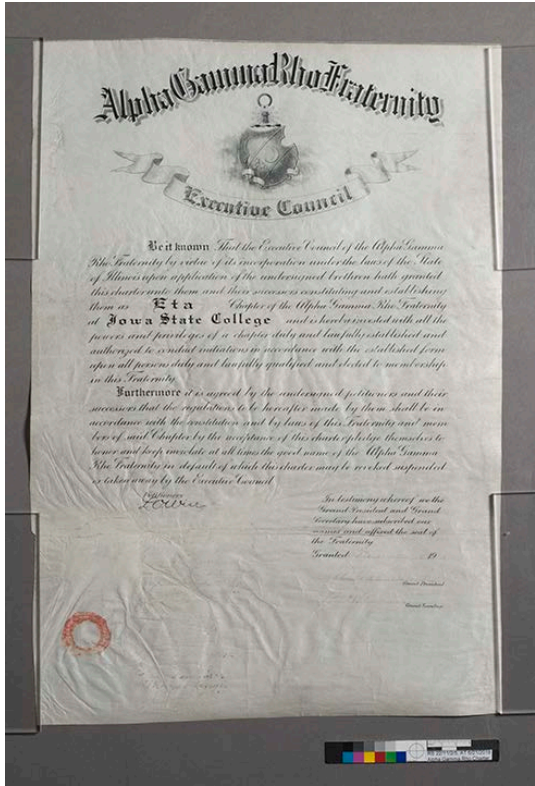 Alpha Gamma Rho Fraternity
Executive Council
Be it known That the Executive Council of the Alpha Gamma
Rho Fraternity by virtue of its incorporation under the laws of the State
of Illinois upon application of the undersigned brethren hath granted
this charter unto them and their successors constituting and establishing
them as Eta Chapter of the Alpha Gamma Rho Fraternity
at Iowa State College and is hereby invested with all the
powers and privileges of a chapter duly and lawfully established and
authorized to conduct initiations in accordance with the established form
upon all persons duly and lawfully qualified and elected to membership
in this Fraternity
Furthermore it is agreed by the undersigned petitioners and their
successors that the regulations to be hereafter made by them shall be in
accordance with the constitution and by laws of this Fraternity and mem
bers of said Chapter by the acceptance of this charter pledge themselves to
honor and keep inviolate at all times the good name of the Alpha Gamma
Rho Fraternity in default of which this charter may be revoked suspended
or taken away by the Executive Council
Petitioners
In testimony whereof we the
Grand President and Grand
Secretary have subscribed our
names and affixed the seal of
the Fraternity
Granted 19
Grand President
Grand Secretary
Alpha Gamma Rho Charter